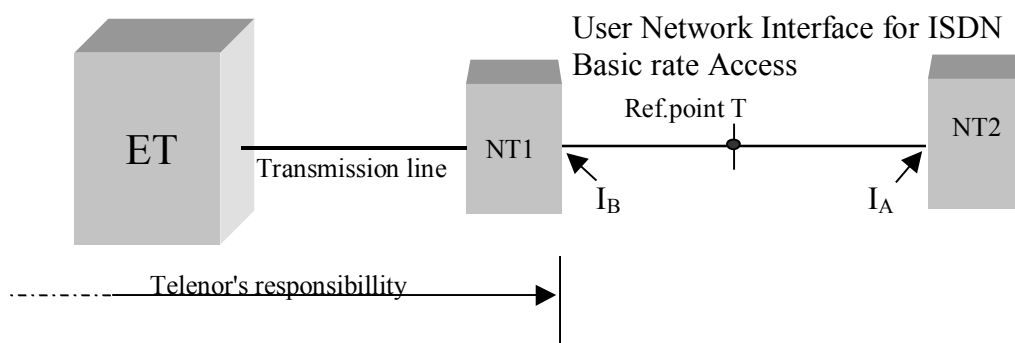 User Network Interface for ISDN
Basic rate Access
Ref.point T
ET
NT1
NT2
Transmission line
IB
IA
Telenor's responsibillity